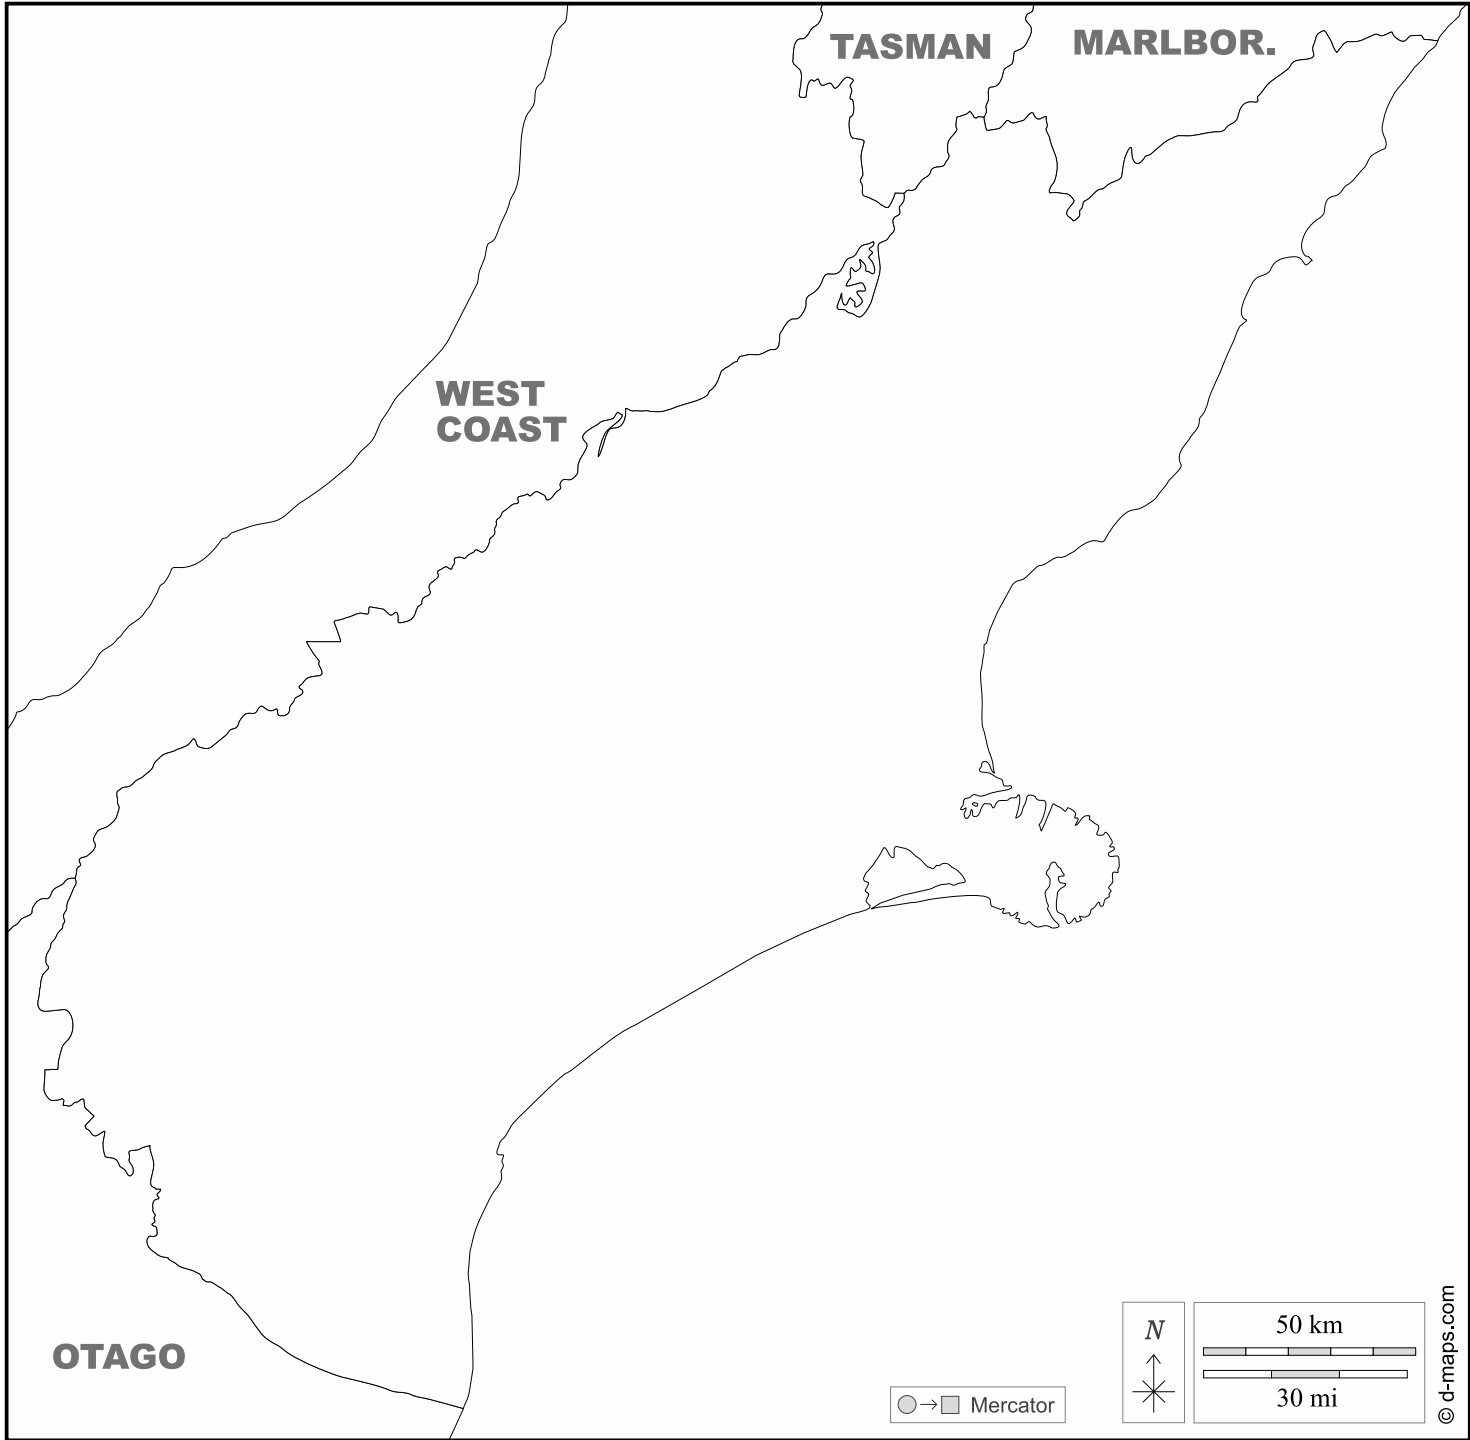 TASMAN
MARLBOR.
WEST
COAST
OTAGO
N
50 km
30 mi
Mercator
© d-maps.com